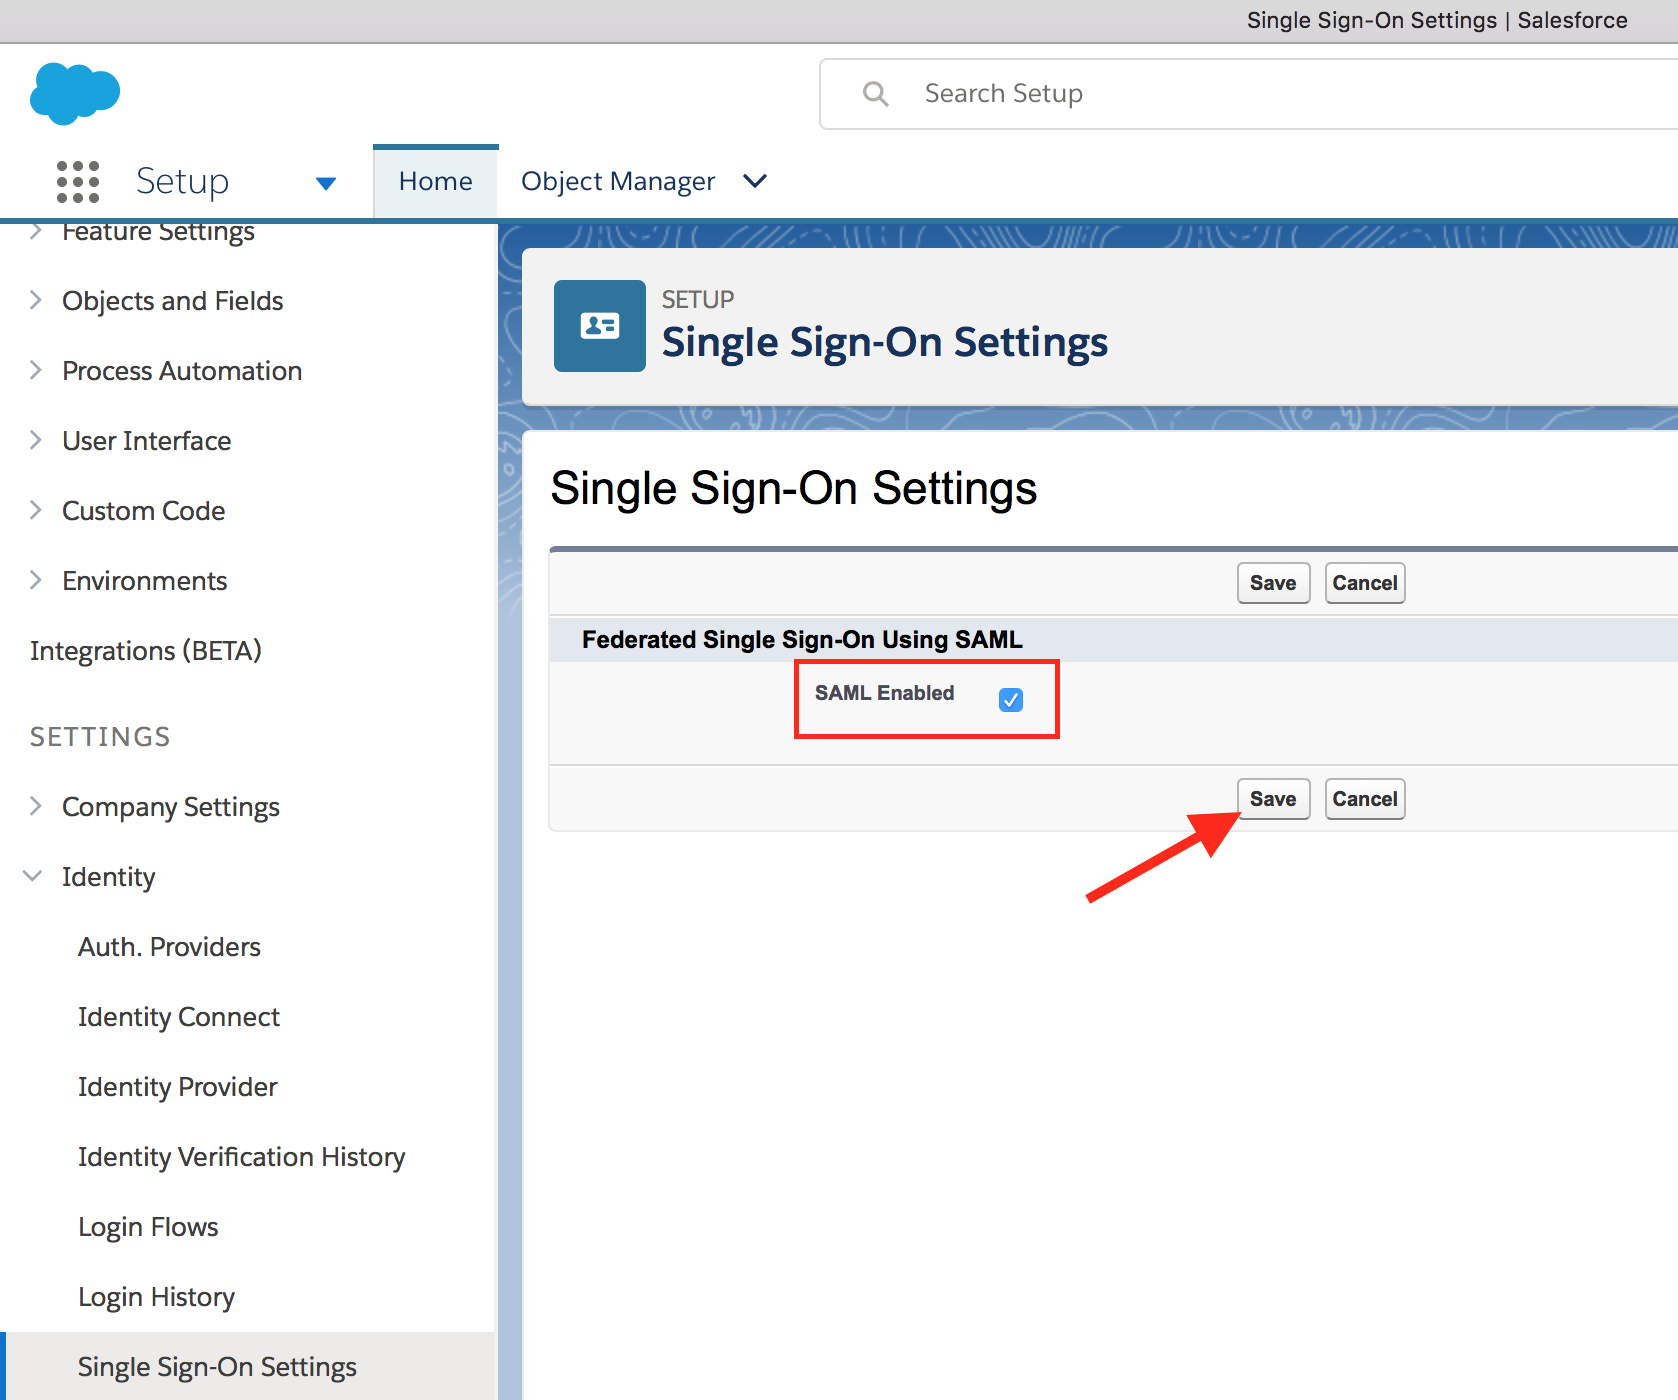 Single Sign-On Settings | Salesforce
Search Setup
Setup
Home
Object Manager
Feature Settings
Objects and Fields
Process Automation
User Interface
Custom Code
Environments
Integrations (BETA)
SETTINGS
Company Settings
Identity
Auth. Providers
Identity Connect
Identity Provider
Identity Verification History
Login Flows
Login History
Single Sign-On Settings
SETUP
Single Sign-On Settings
Single Sign-On Settings
Save Cancel
Federated Single Sign-On Using SAML
SAML Enabled
Save Cancel